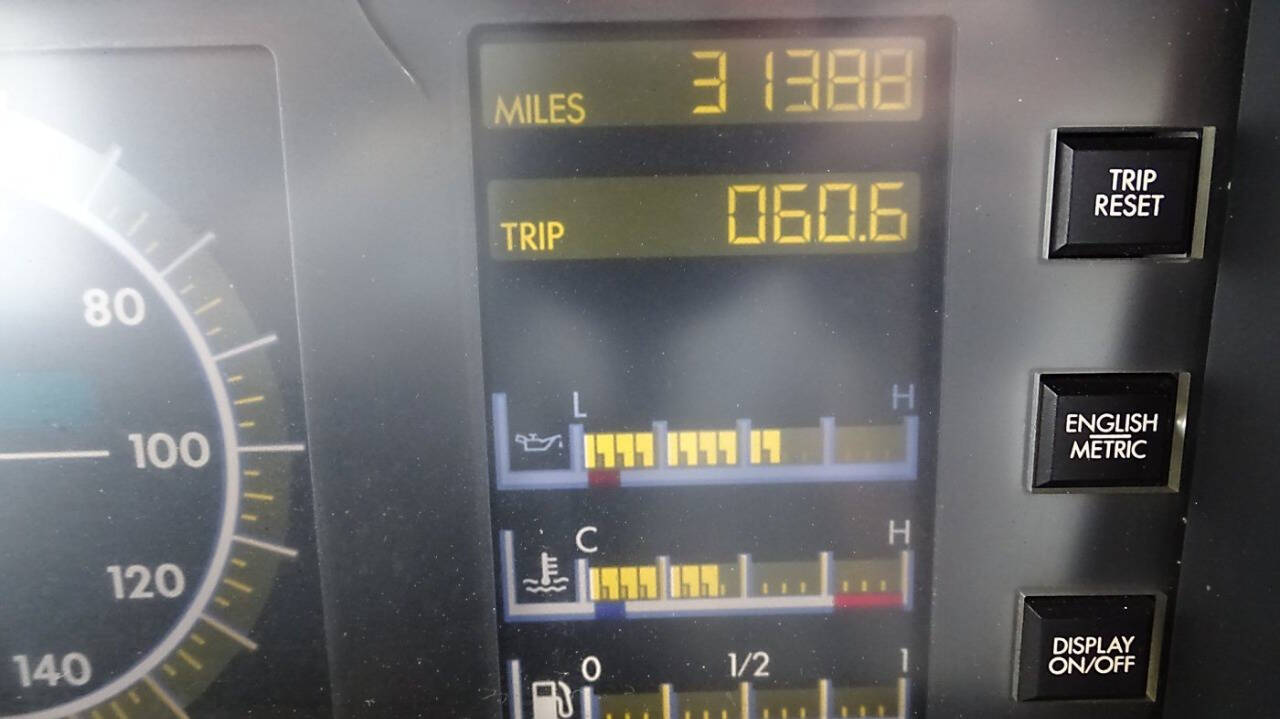 MILES 31388
TRIP 060.6
TRIP
RESET
80
100
120
140
L H
ENGLISH
METRIC
C H
0 1/2 1
DISPLAY
ON/OFF